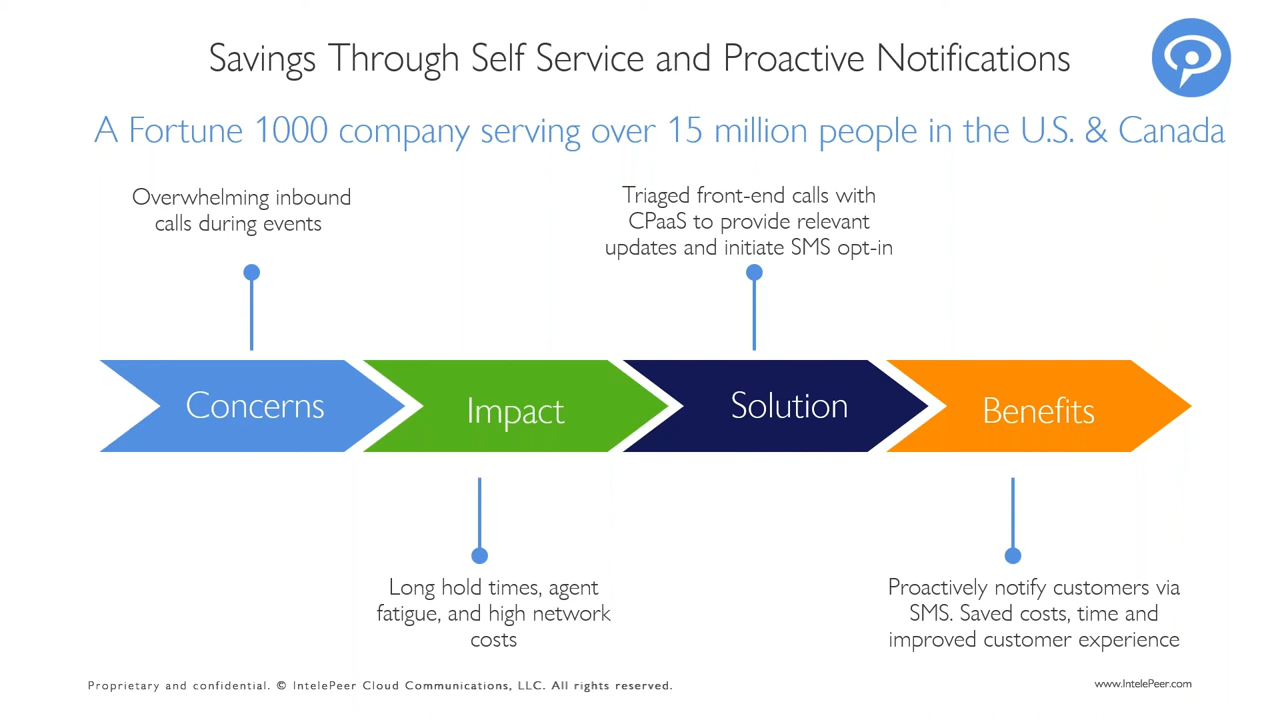 Savings Through Self Service and Proactive Notifications
A Fortune 1000 company serving over 15 million people in the U.S. & Canada
Overwhelming inbound
calls during events
Triaged front-end calls with
CPaaS to provide relevant
updates and initiate SMS opt-in
Concerns
Impact
Solution
Benefits
Long hold times, agent
fatigue, and high network
costs
Proactively notify customers via
SMS. Saved costs, time and
improved customer experience
Proprietary and confidential. © IntelePeer Cloud Communications, LLC. All rights reserved.
www.IntelePeer.com